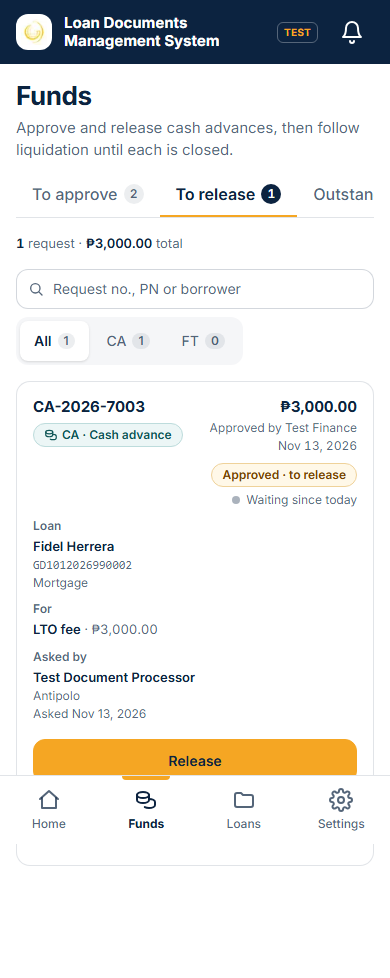 Loan Documents
Management System
TEST
Funds
Approve and release cash advances, then follow
liquidation until each is closed.
To approve 2
To release 1
Outstan
1 request · ₱3,000.00 total
Request no., PN or borrower
All 1
CA 1
FT 0
CA-2026-7003
₱3,000.00
CA · Cash advance
Approved by Test Finance
Nov 13, 2026
Approved · to release
Waiting since today
Loan
Fidel Herrera
GD1012026990002
Mortgage
For
LTO fee · ₱3,000.00
Asked by
Test Document Processor
Antipolo
Asked Nov 13, 2026
Release
Home
Funds
Loans
Settings